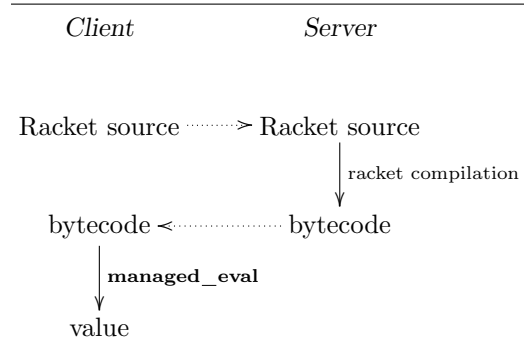 Client Server
Racket source Racket source
racket compilation
bytecode bytecode
managed_eval
value